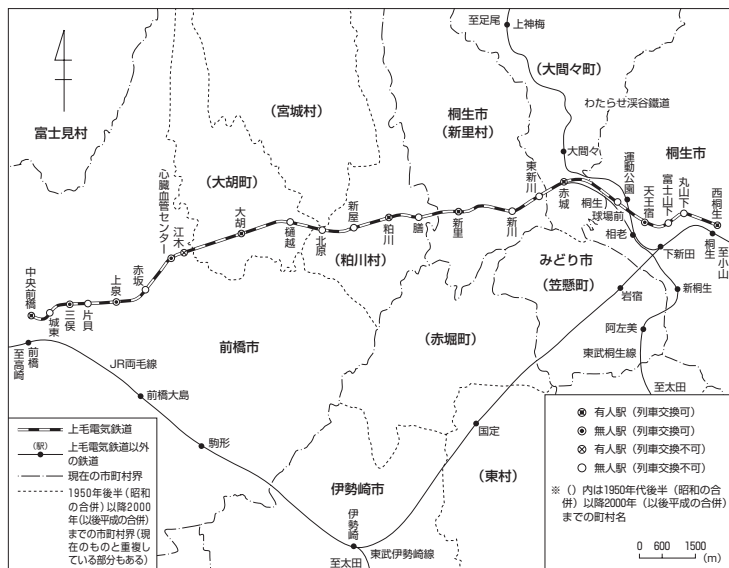 至足尾
上神梅
(大間々町)
わたらせ渓谷鐵道
(宮城村)
桐生市
(新里村)
富士見村
大間々
桐生市
(大胡町)
心臓血管センター
江木
大胡
樋越
北原
新屋
粕川
膳
新里
新川
東新川
赤城
桐生球場前
運動公園
相老
天王宿
富士山下
丸山下
西桐生
桐生
至小山
下新田
(粕川村)
みどり市
(笠懸町)
岩宿
新桐生
阿左美
東武桐生線
至太田
中央前橋
城東
三俣
片貝
上泉
赤坂
至高崎
前橋
JR両毛線
前橋市
(赤堀町)
前橋大島
駒形
国定
(東村)
伊勢崎市
伊勢崎
至太田
東武伊勢崎線
上毛電気鉄道
(駅)
上毛電気鉄道以外
の鉄道
現在の市町村界
1950年後半(昭和
の合併)以降2000
年(以後平成の合併)
までの市町村界(現
在のものと重複し
ている部分もある)
有人駅(列車交換可)
無人駅(列車交換可)
有人駅(列車交換不可)
無人駅(列車交換不可)
※()内は1950年代後半(昭和の合
併)以降2000年(以後平成の合併)
までの町村名
0 600 1500
(m)